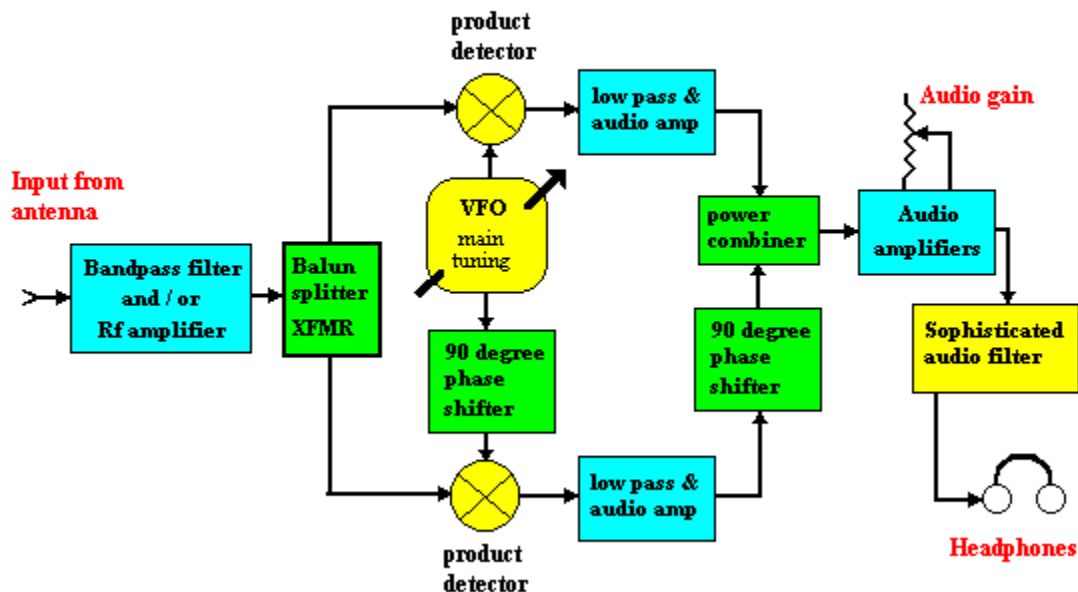 product
detector
low pass &
audio amp
Audio gain
Input from
antenna
VFO
main
tuning
power
combiner
Audio
amplifiers
Bandpass filter
and / or
Rf amplifier
Balun
splitter
XFMR
90 degree
phase
shifter
90 degree
phase
shifter
Sophisticated
audio filter
low pass &
audio amp
product
detector
Headphones